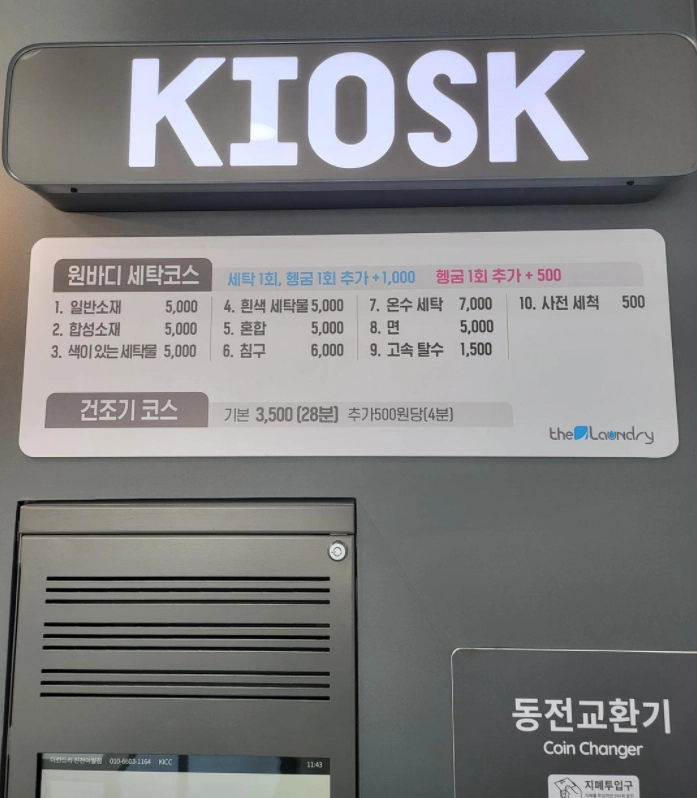 KIOSK
원바디 세탁코스 세탁 1회, 헹굼 1회 추가 +1,000 헹굼 1회 추가 + 500
1. 일반소재 5,000 4. 흰색 세탁물 5,000 7. 온수 세탁 7,000 10. 사전 세척 500
2. 합성소재 5,000 5. 혼합 5,000 8. 면 5,000
3. 색이 있는 세탁물 5,000 6. 침구 6,000 9. 고속 탈수 1,500
건조기 코스 기본 3,500 (28분) 추가500원당(4분)
the Laundry
010-6603-1164 KICC 11:43
동전교환기
Coin Changer
지폐투입구